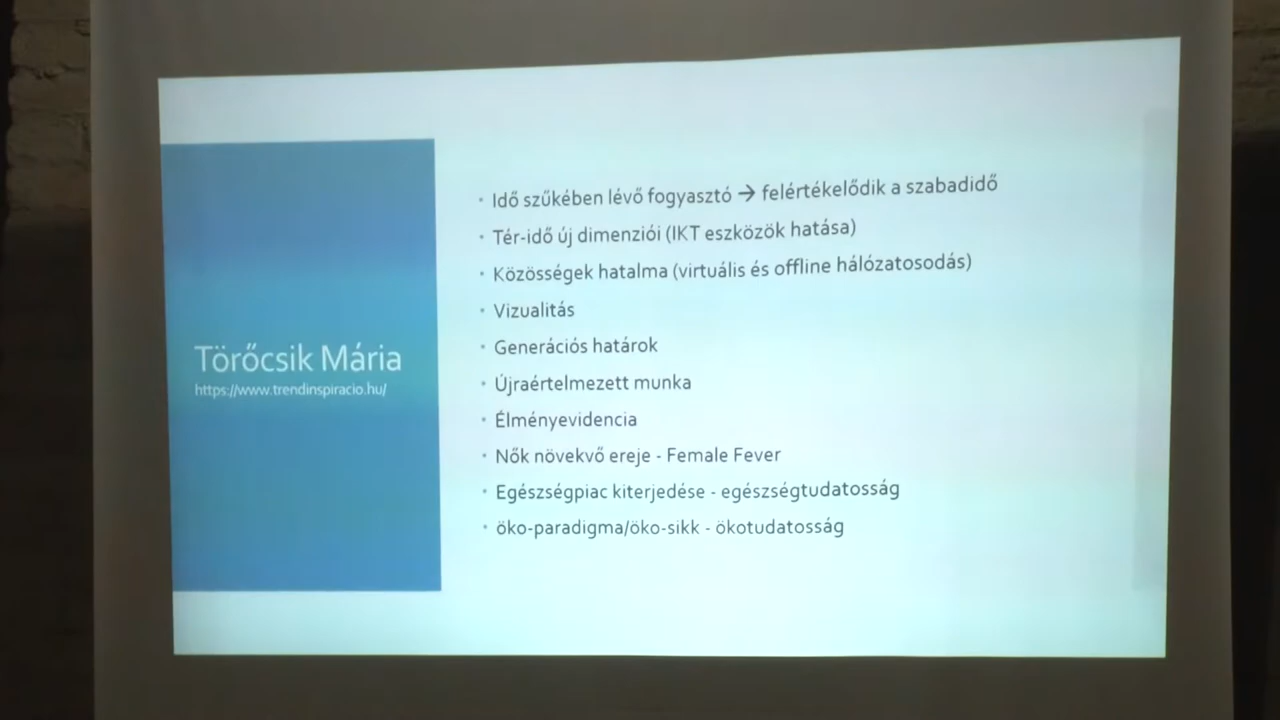 Törőcsik Mária
https://www.trendinspiracio.hu/
• Idő szűkében lévő fogyasztó → felértékelődik a szabadidő
• Tér-idő új dimenziói (IKT eszközök hatása)
• Közösségek hatalma (virtuális és offline hálózatosodás)
• Vizualitás
• Generációs határok
• Újraértelmezett munka
• Élményevidencia
• Nők növekvő ereje - Female Fever
• Egészségpiac kiterjedése - egészségtudatosság
• öko-paradigma/öko-sikk - ökotudatosság